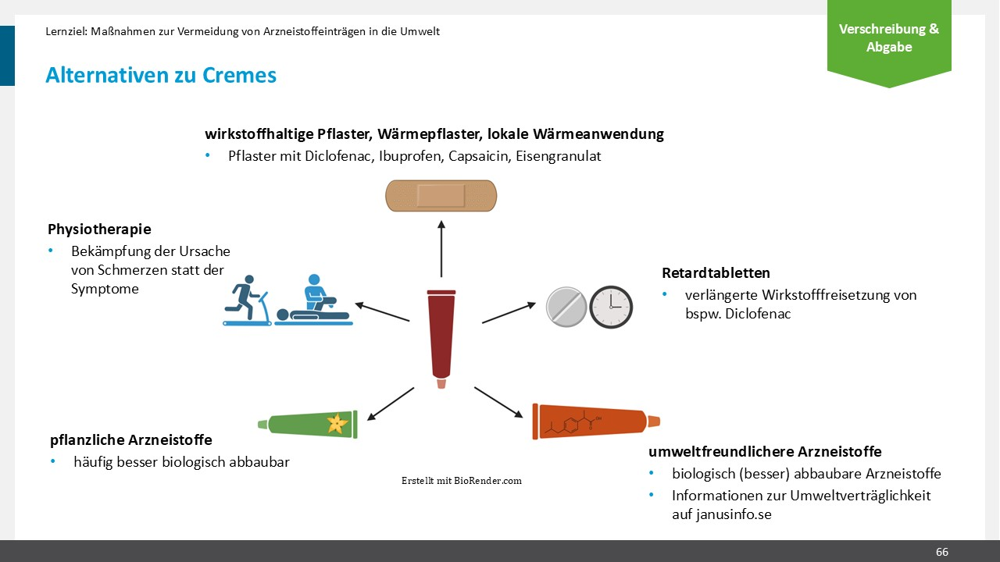 Lernziel: Maßnahmen zur Vermeidung von Arzneistoffeinträgen in die Umwelt
Verschreibung &
Abgabe
Alternativen zu Cremes
wirkstoffhaltige Pflaster, Wärmepflaster, lokale Wärmeanwendung
• Pflaster mit Diclofenac, Ibuprofen, Capsaicin, Eisengranulat
Physiotherapie
• Bekämpfung der Ursache
von Schmerzen statt der
Symptome
Retardtabletten
• verlängerte Wirkstofffreisetzung von
bspw. Diclofenac
pflanzliche Arzneistoffe
• häufig besser biologisch abbaubar
umweltfreundlichere Arzneistoffe
• biologisch (besser) abbaubare Arzneistoffe
• Informationen zur Umweltverträglichkeit
auf janusinfo.se
Erstellt mit BioRender.com
66